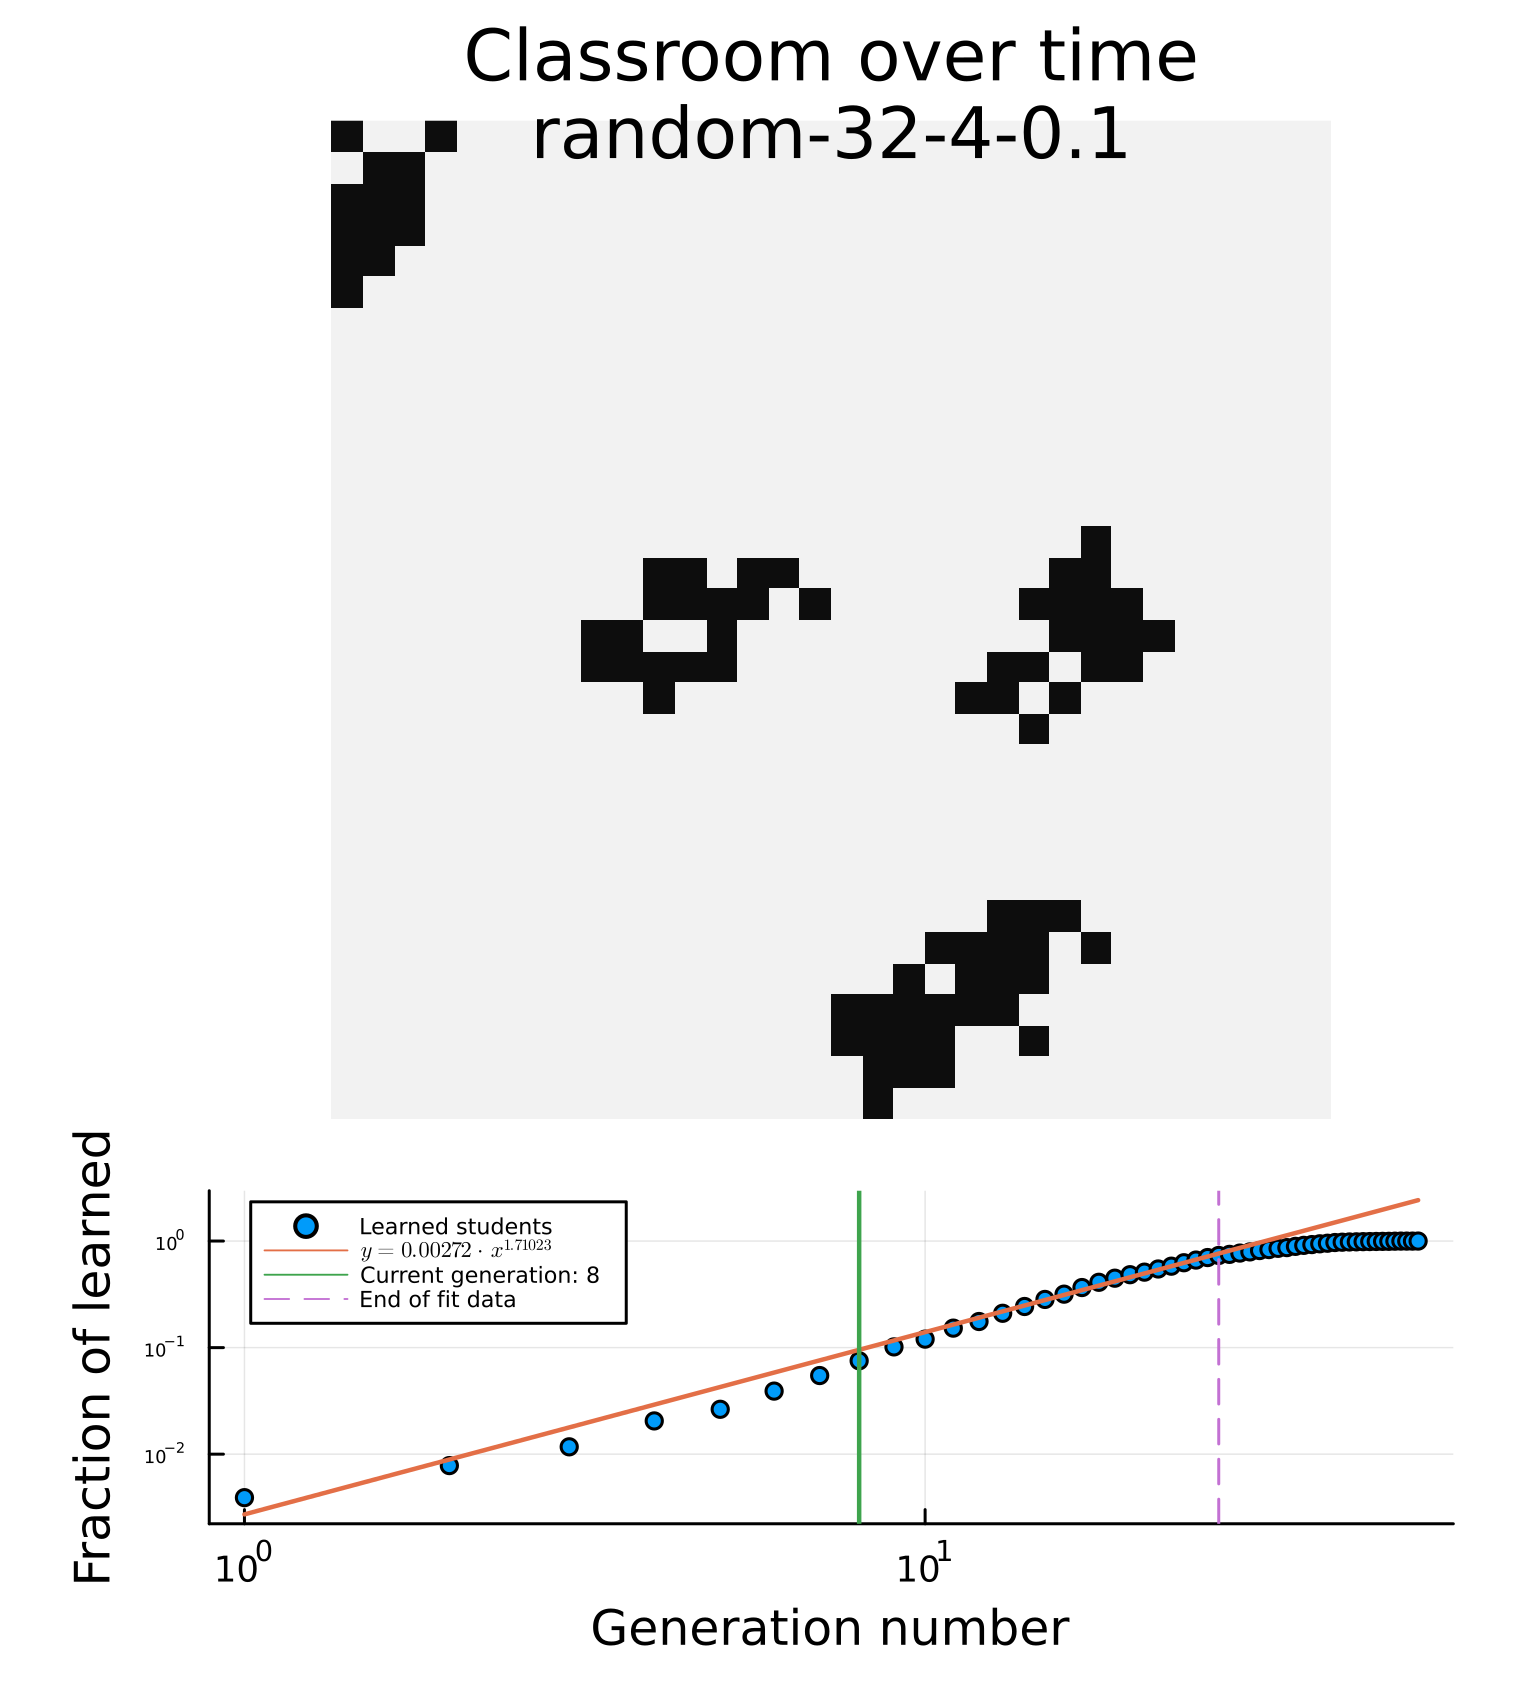 Classroom over time
random-32-4-0.1
Learned students
y = 0.00272 · x^1.71023
Current generation: 8
End of fit data
10^0
10^-1
10^-2
Fraction of learned
10^0
10^1
Generation number